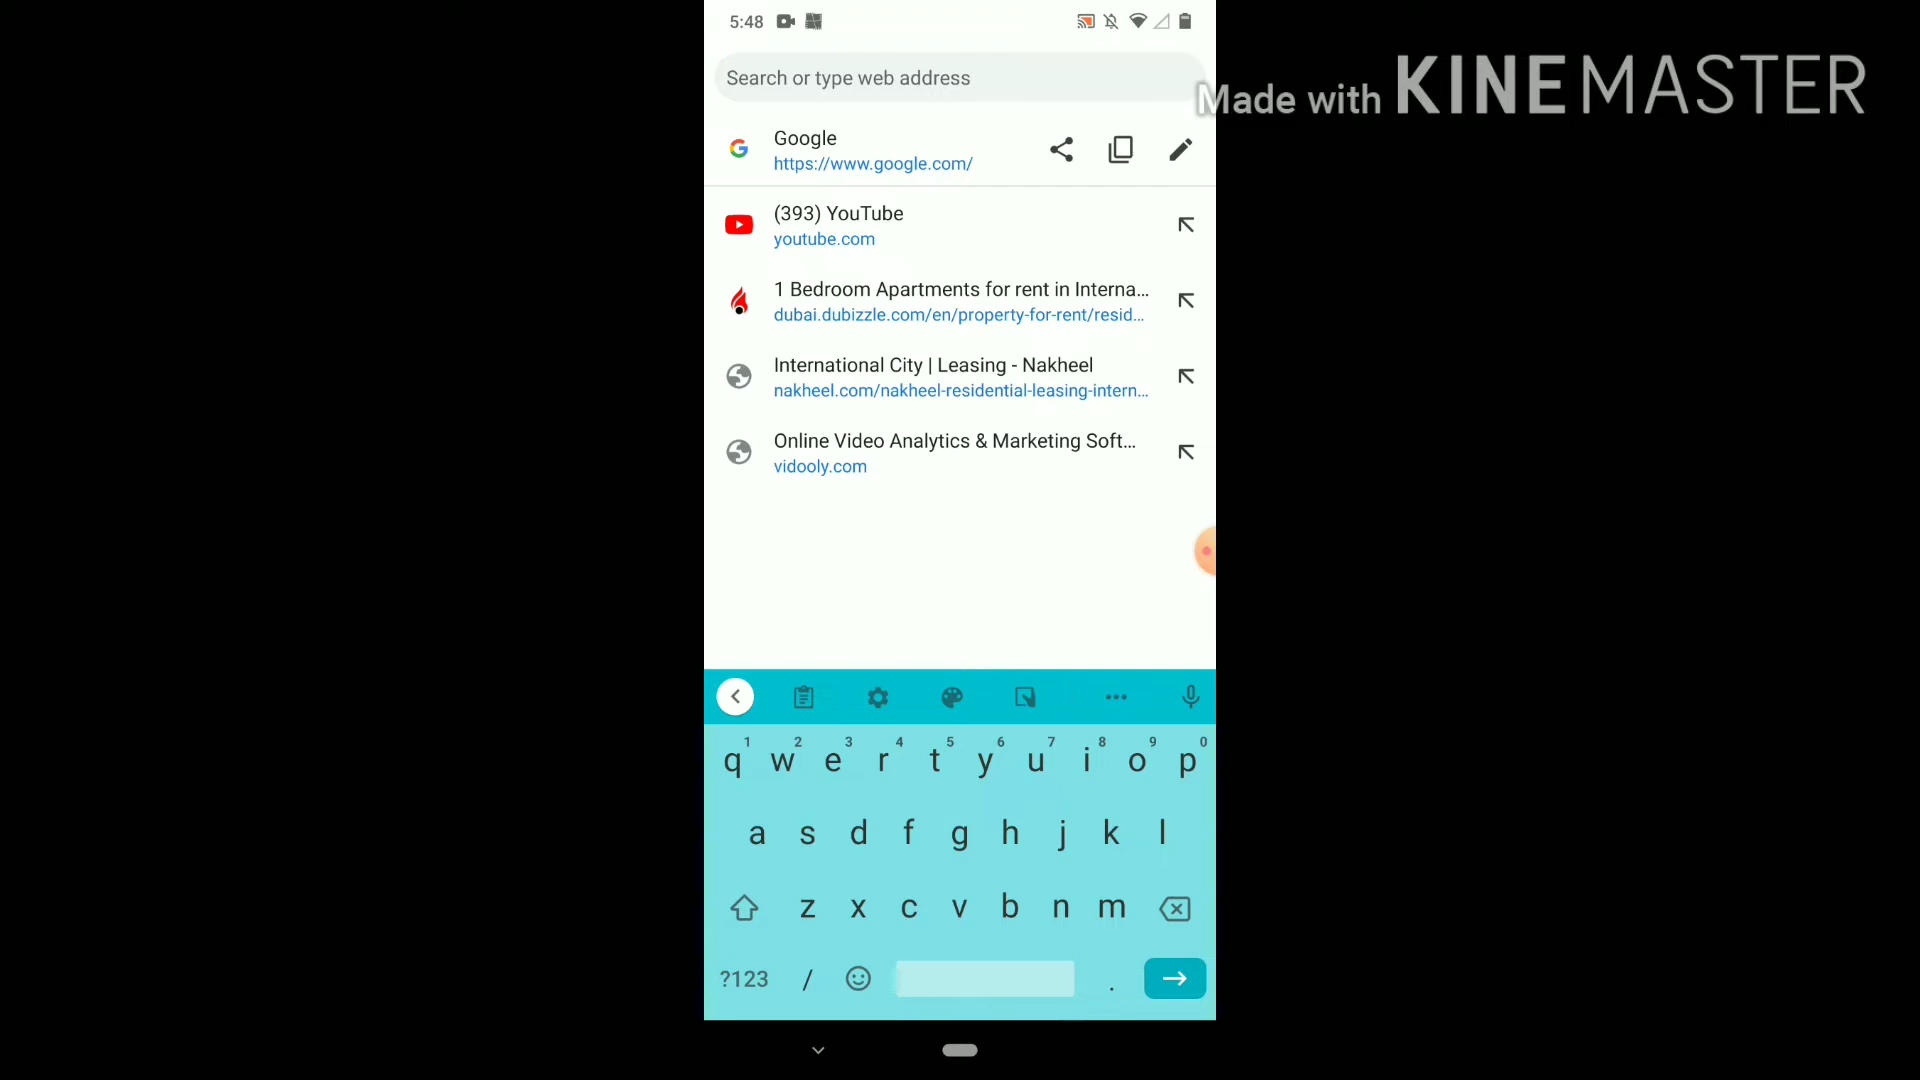 5:48
Search or type web address
Made with KINEMASTER
Google
https://www.google.com/
(393) YouTube
youtube.com
1 Bedroom Apartments for rent in Interna...
dubai.dubizzle.com/en/property-for-rent/resid...
International City | Leasing - Nakheel
nakheel.com/nakheel-residential-leasing-intern...
Online Video Analytics & Marketing Soft...
vidooly.com
1 2 3 4 5 6 7 8 9 0
q w e r t y u i o p
a s d f g h j k l
z x c v b n m
?123 / .